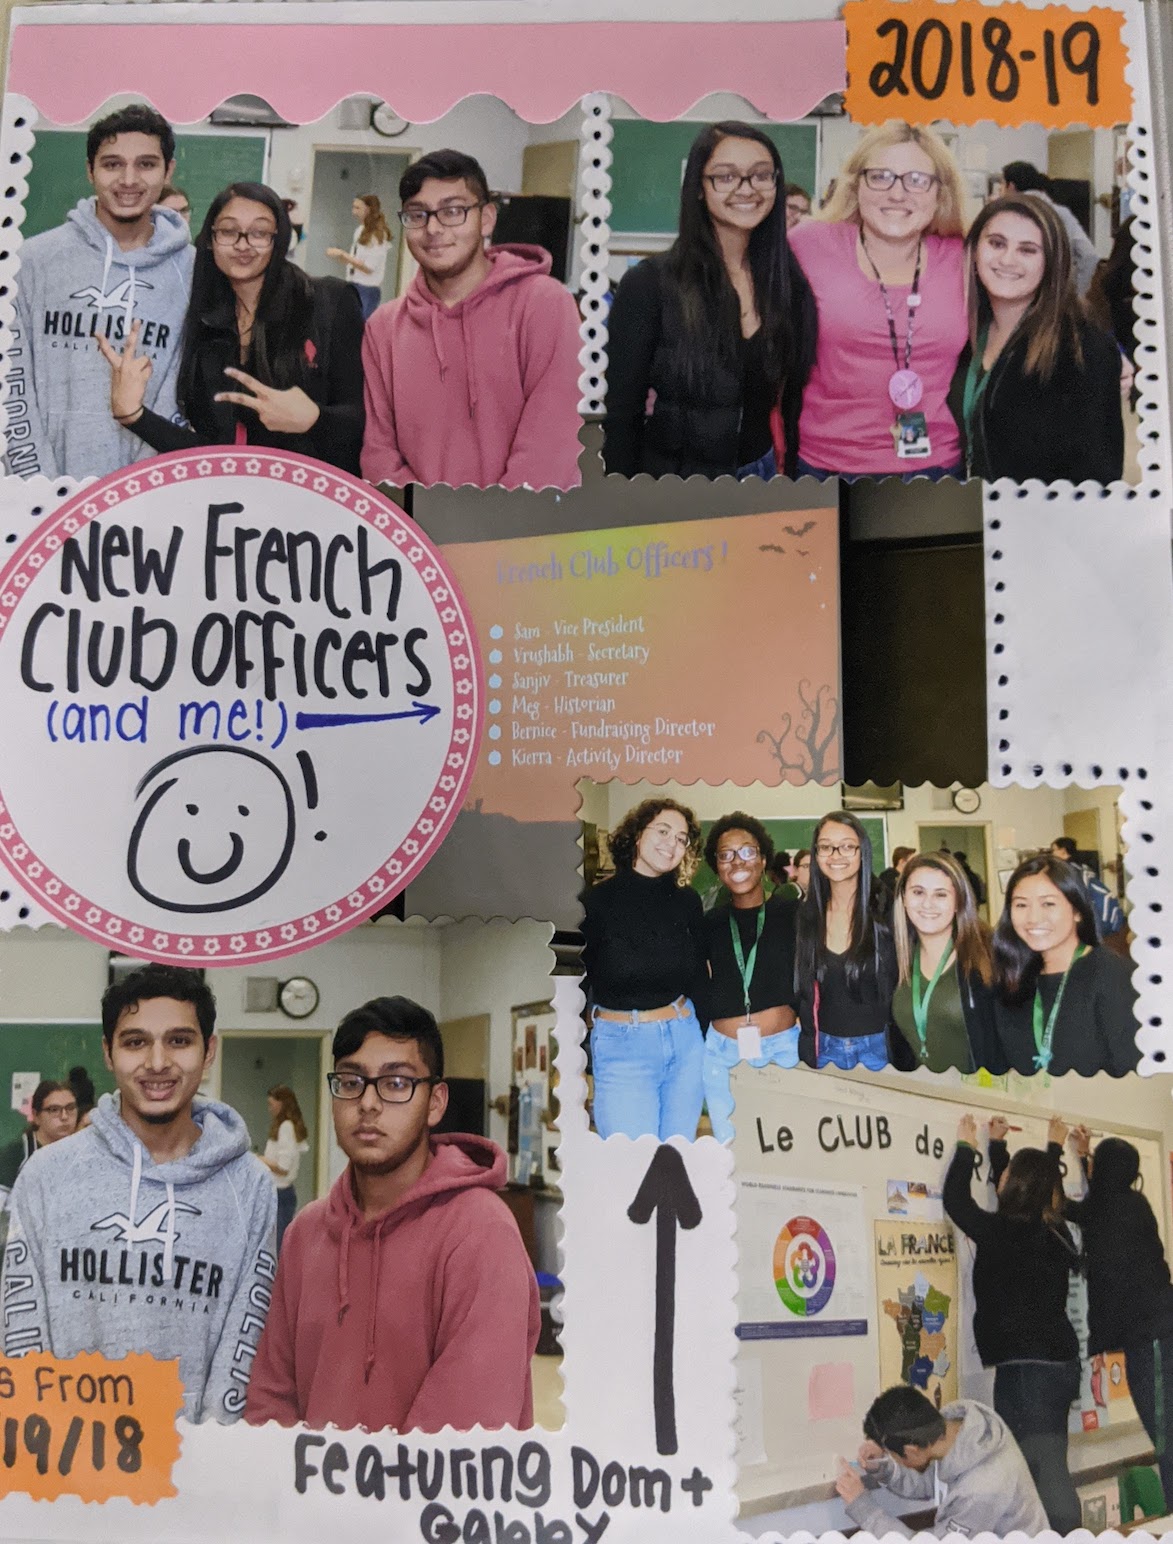 2018-19
HOLLISTER
CALIFORNIA
New French
Club Officers
(and me!)
!
French Club Officers!
Sam - Vice President
Vrushabh - Secretary
Sanjiv - Treasurer
Meg - Historian
Bernice - Fundraising Director
Kierra - Activity Director
HOLLISTER
CALIFORNIA
HOLLIS
CALIF
Le CLUB de
LA FRANCE
s From
19/18
Featuring Dom +
Gabby